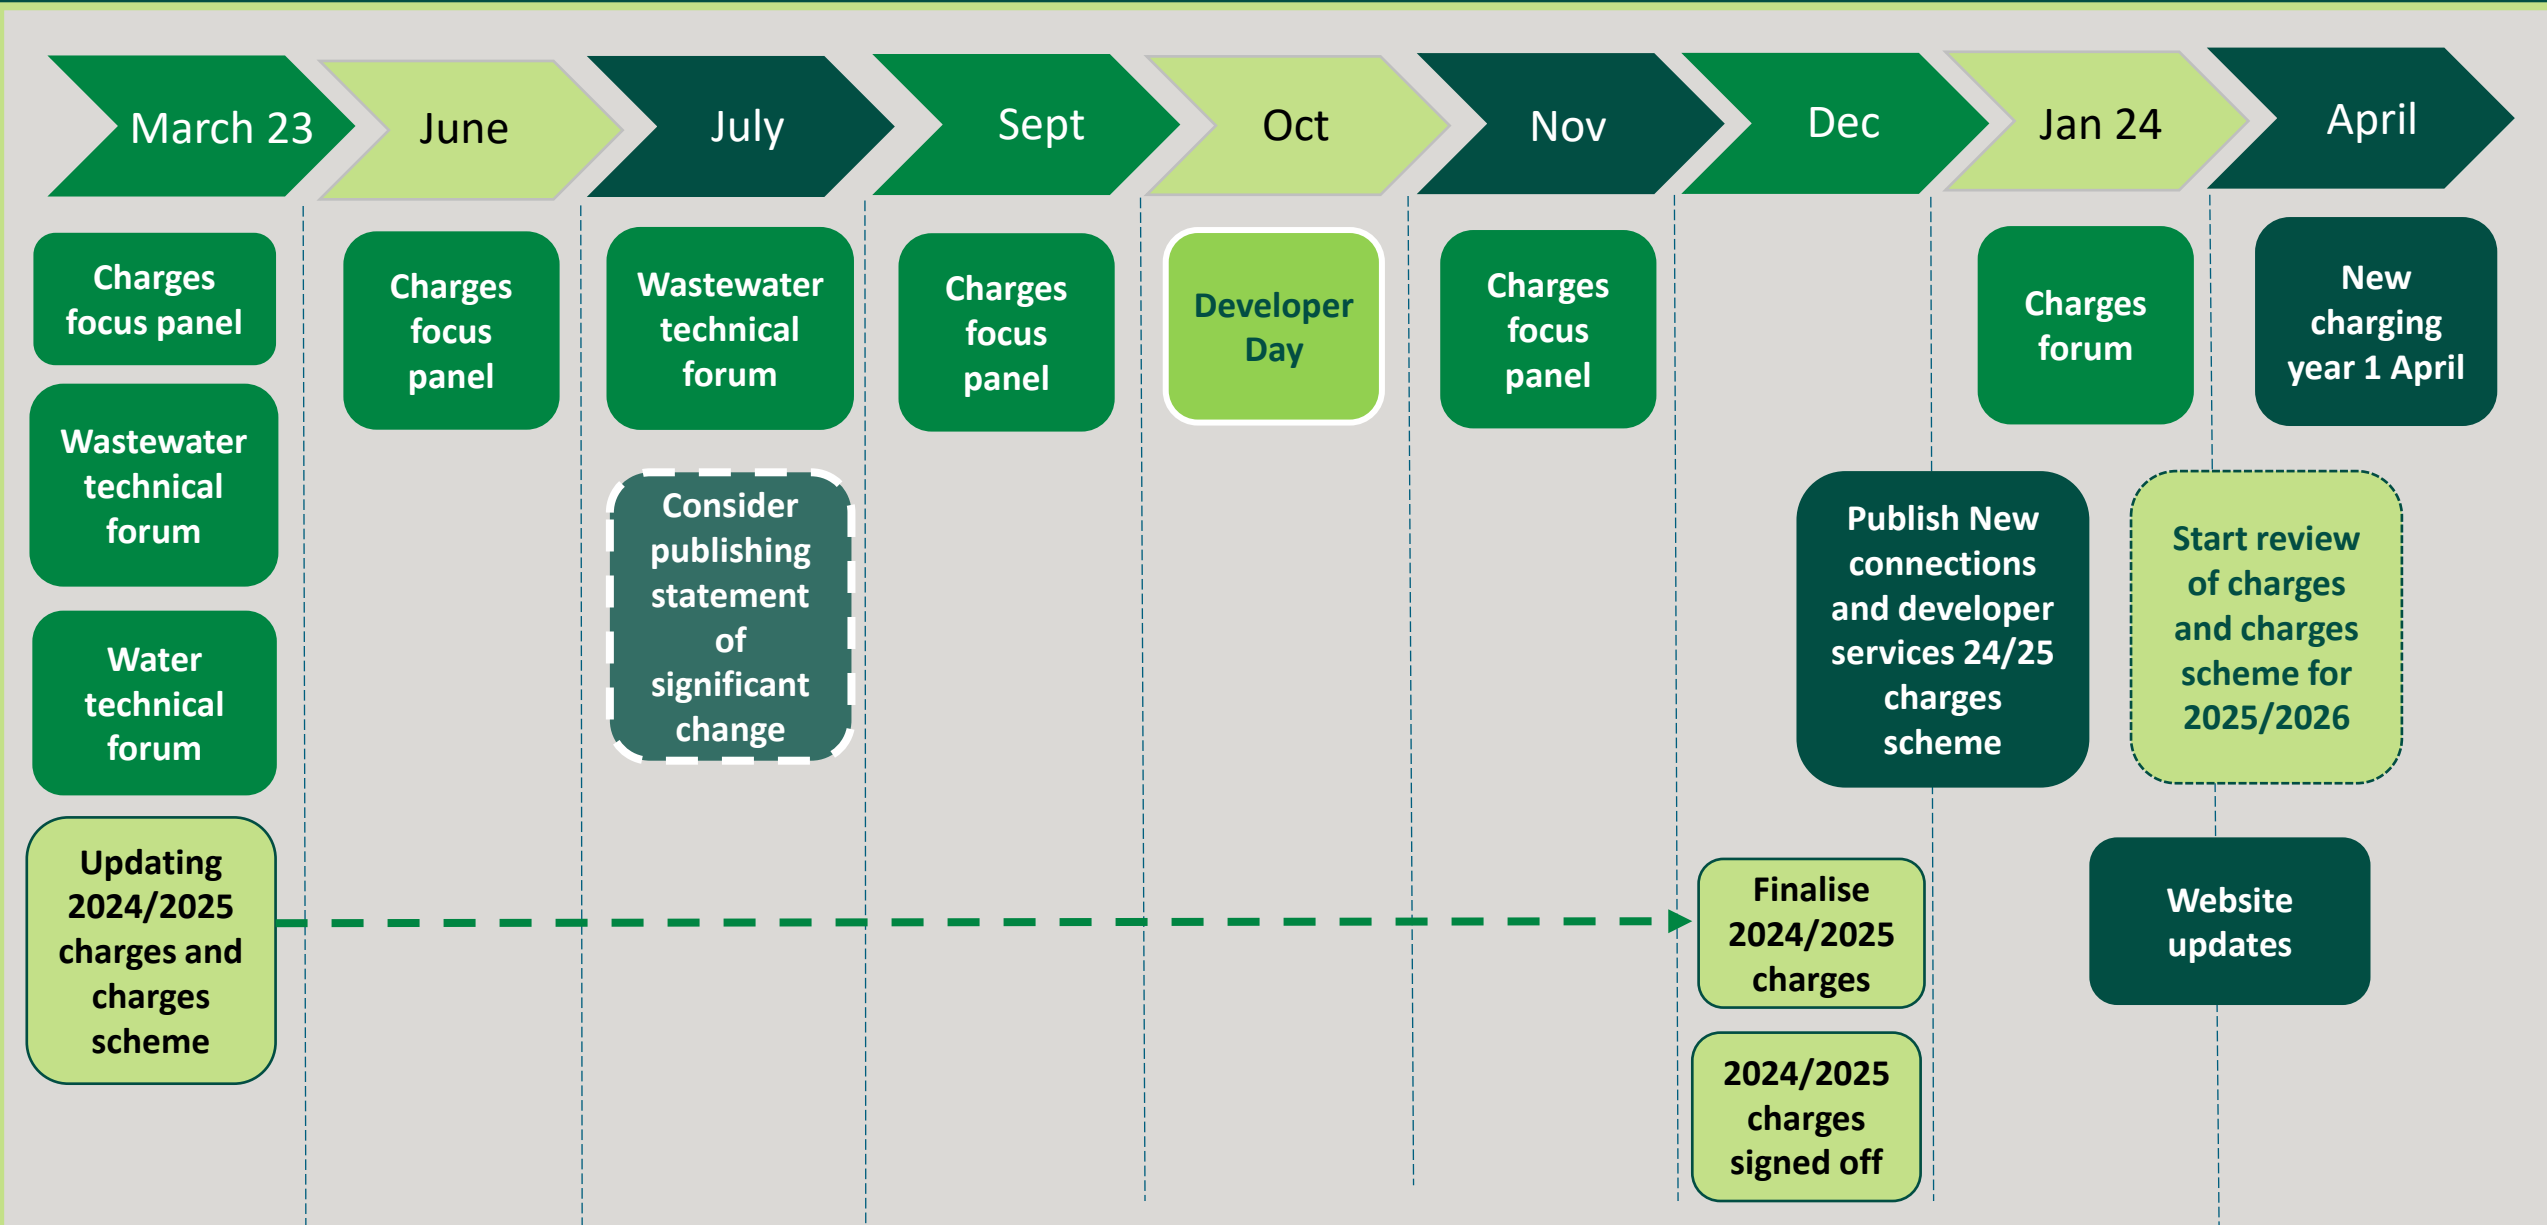 March 23
June
July
Sept
Oct
Nov
Dec
Jan 24
April
Charges
focus panel
Wastewater
technical
forum
Water
technical
forum
Updating
2024/2025
charges and
charges
scheme
Charges
focus
panel
Wastewater
technical
forum
Consider
publishing
statement
of
significant
change
Charges
focus
panel
Developer
Day
Charges
focus
panel
Publish New
connections
and developer
services 24/25
charges
scheme
Finalise
2024/2025
charges
2024/2025
charges
signed off
Charges
forum
New
charging
year 1 April
Start review
of charges
and charges
scheme for
2025/2026
Website
updates